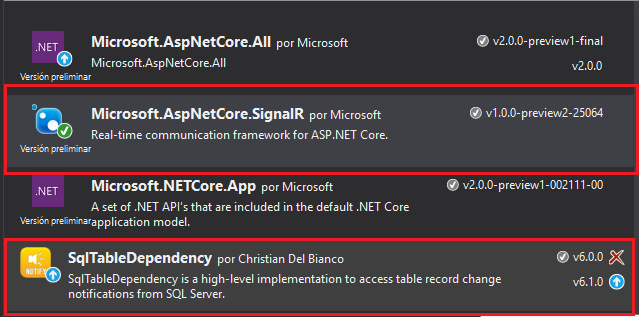 .NET
Microsoft.AspNetCore.All por Microsoft
v2.0.0-preview1-final
Microsoft.AspNetCore.All
v2.0.0
Versión preliminar
Microsoft.AspNetCore.SignalR por Microsoft
v1.0.0-preview2-25064
Real-time communication framework for ASP.NET Core.
Versión preliminar
.NET
Microsoft.NETCore.App por Microsoft
v2.0.0-preview1-002111-00
A set of .NET API's that are included in the default .NET Core
application model.
Versión preliminar
NOTIFY
SqlTableDependency por Christian Del Bianco
v6.0.0
SqlTableDependency is a high-level implementation to access table record change
v6.1.0
notifications from SQL Server.